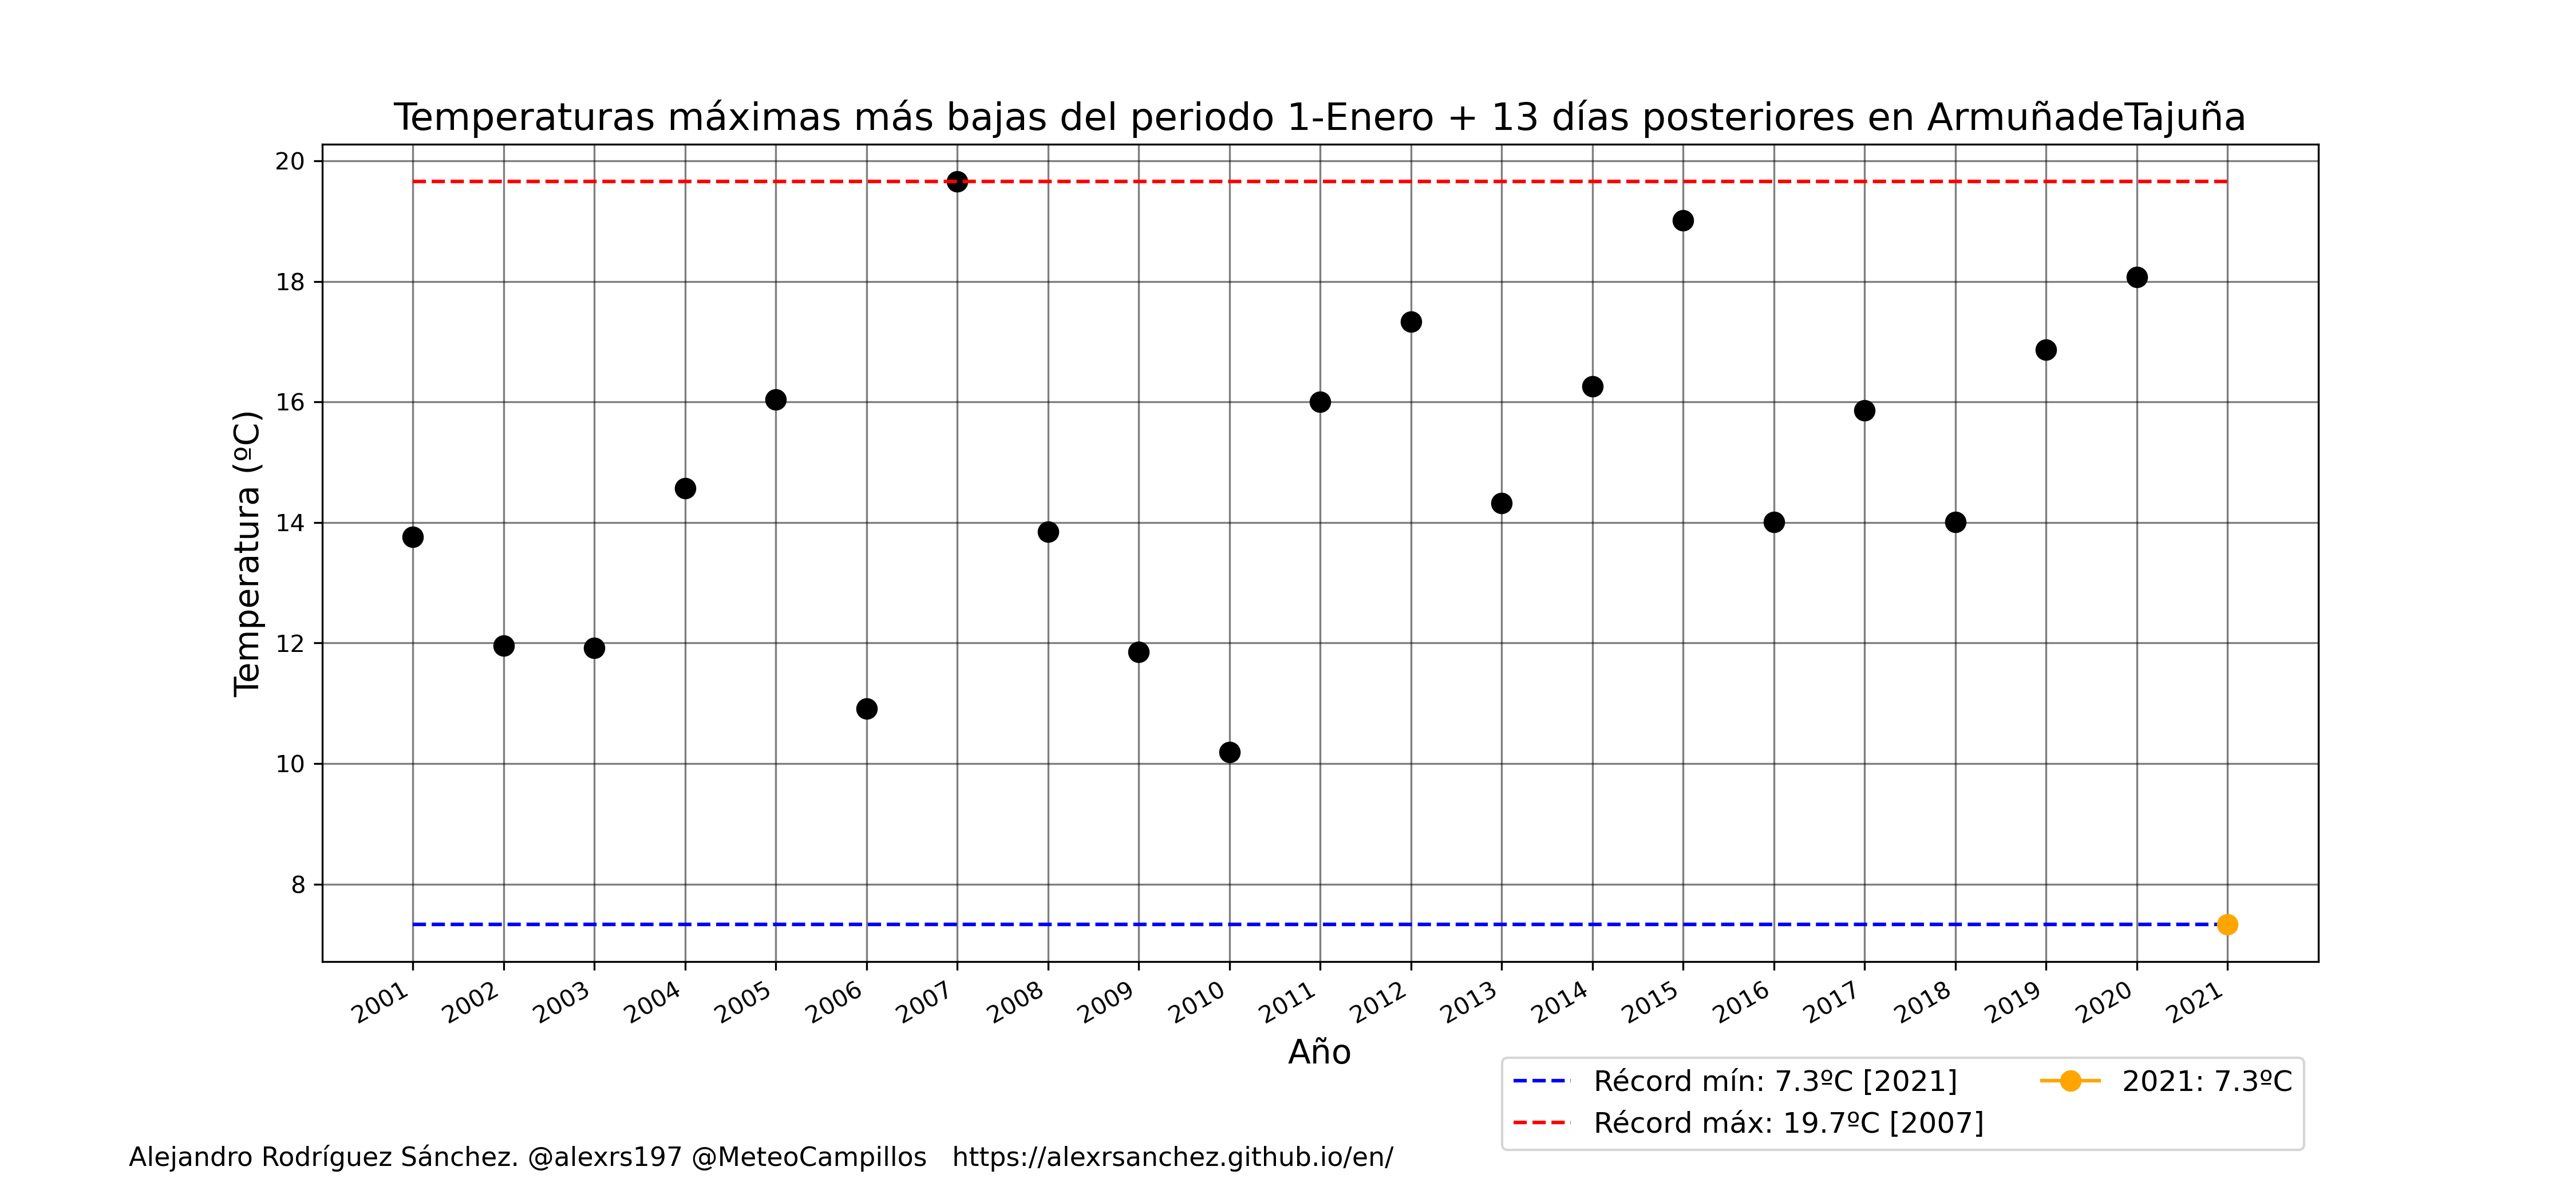 Temperaturas máximas más bajas del periodo 1-Enero + 13 días posteriores en ArmuñadeTajuña
Temperatura (ºC)
20
18
16
14
12
10
8
2001 2002 2003 2004 2005 2006 2007 2008 2009 2010 2011 2012 2013 2014 2015 2016 2017 2018 2019 2020 2021
Año
Récord mín: 7.3ºC [2021] 2021: 7.3ºC
Récord máx: 19.7ºC [2007]
Alejandro Rodríguez Sánchez. @alexrs197 @MeteoCampillos https://alexrsanchez.github.io/en/